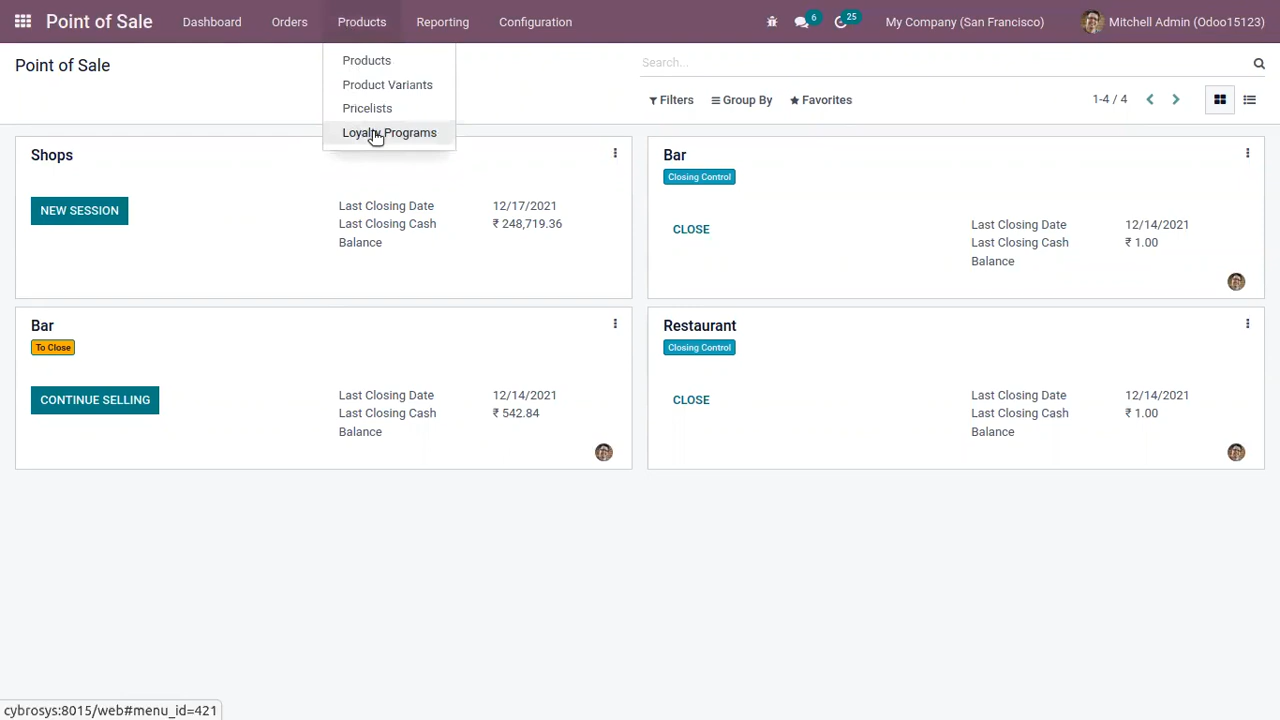 Point of Sale Dashboard Orders Products Reporting Configuration 6 25 My Company (San Francisco) Mitchell Admin (Odoo15123)
Point of Sale
Products
Product Variants
Pricelists
Loyalty Programs
Search...
Filters Group By Favorites 1-4 / 4
Shops
NEW SESSION
Last Closing Date 12/17/2021
Last Closing Cash ₹ 248,719.36
Balance
Bar
Closing Control
CLOSE
Last Closing Date 12/14/2021
Last Closing Cash ₹ 1.00
Balance
Bar
To Close
CONTINUE SELLING
Last Closing Date 12/14/2021
Last Closing Cash ₹ 542.84
Balance
Restaurant
Closing Control
CLOSE
Last Closing Date 12/14/2021
Last Closing Cash ₹ 1.00
Balance
cybrosys:8015/web#menu_id=421